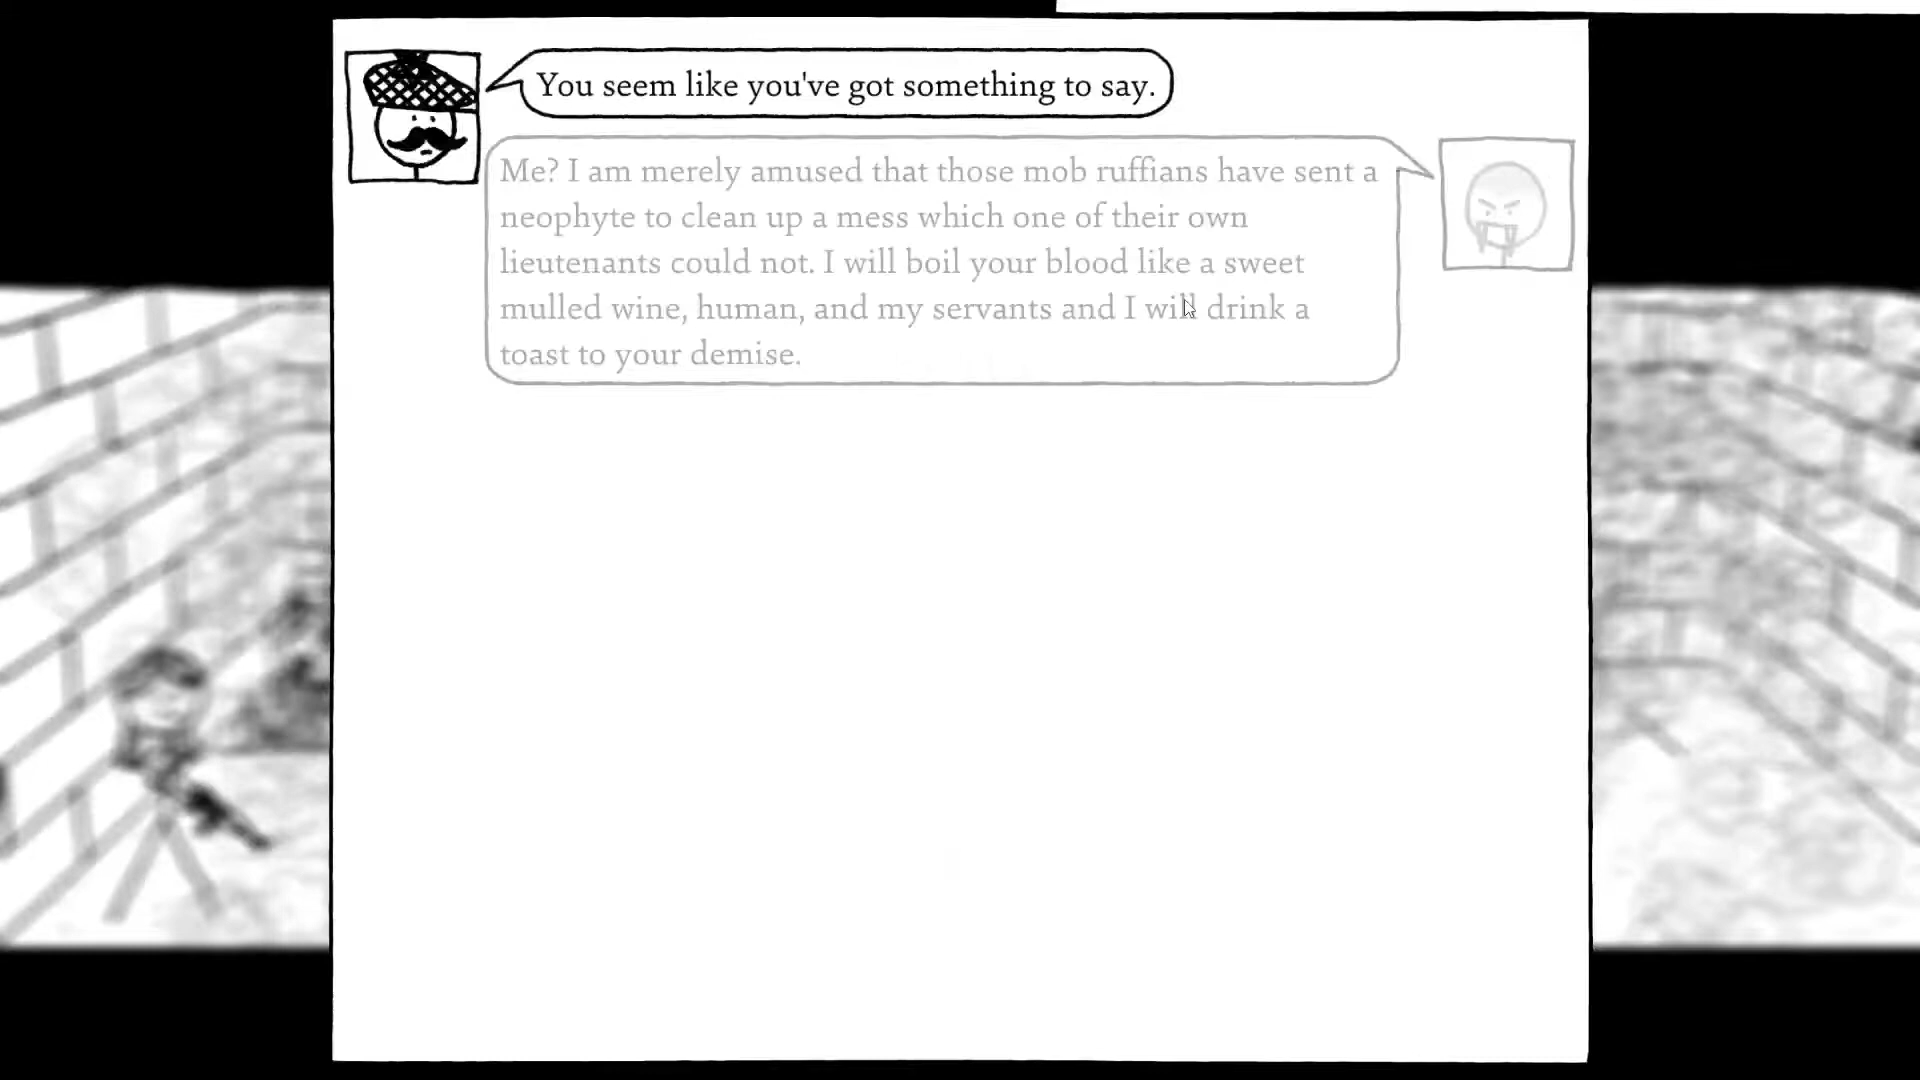 You seem like you've got something to say.
Me? I am merely amused that those mob ruffians have sent a
neophyte to clean up a mess which one of their own
lieutenants could not. I will boil your blood like a sweet
mulled wine, human, and my servants and I will drink a
toast to your demise.